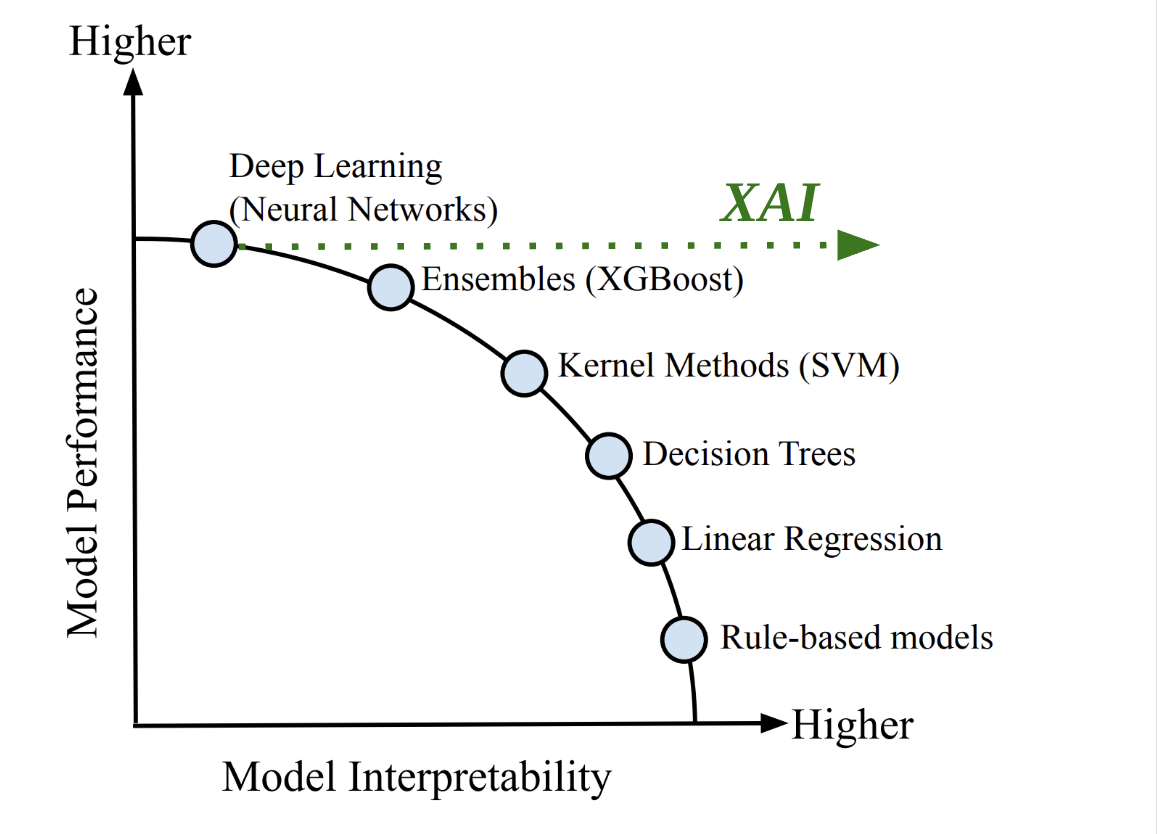 Higher
Deep Learning
(Neural Networks)
XAI
Ensembles (XGBoost)
Kernel Methods (SVM)
Decision Trees
Linear Regression
Rule-based models
Model Performance
Higher
Model Interpretability